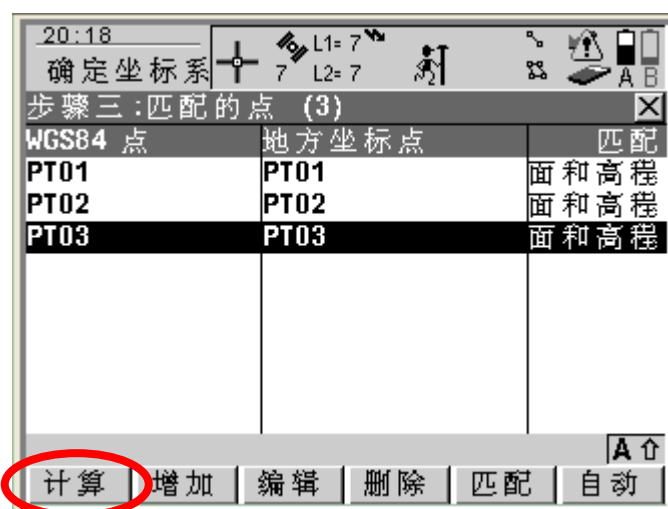 20:18
确定坐标系
7 L1= 7
L2= 7
A B
步骤三:匹配的点 (3)
WGS84 点 地方坐标点 匹配
PT01 PT01 面和高程
PT02 PT02 面和高程
PT03 PT03 面和高程
A
计算 增加 编辑 删除 匹配 自动